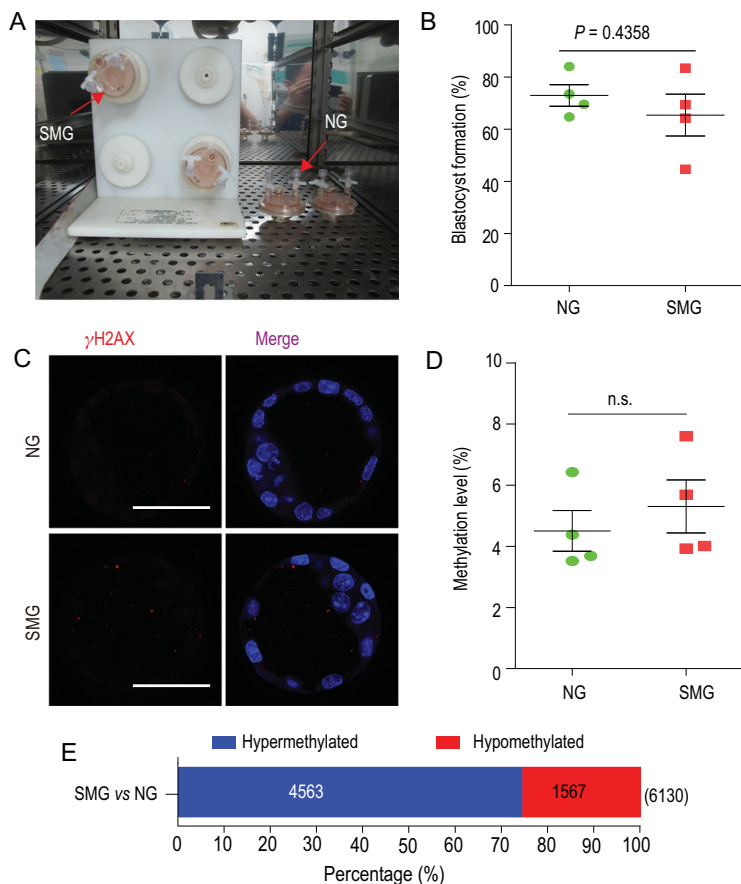 A
SMG
NG
B
P = 0.4358
Blastocyst formation (%)
100
80
60
40
20
0
NG
SMG
C
γH2AX
Merge
NG
SMG
D
n.s.
Methylation level (%)
10
8
6
4
2
0
NG
SMG
E
Hypermethylated
Hypomethylated
SMG vs NG
4563
1567
(6130)
0 10 20 30 40 50 60 70 80 90 100
Percentage (%)